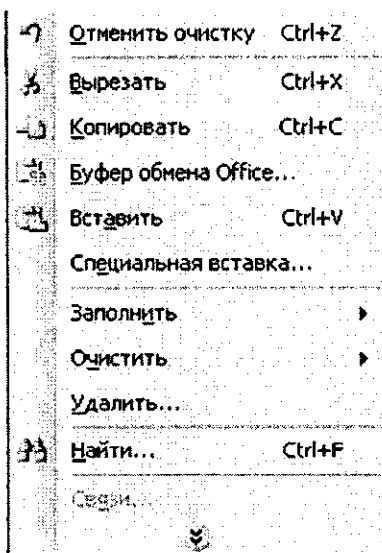 Отменить очистку Ctrl+Z
Вырезать Ctrl+X
Копировать Ctrl+C
Буфер обмена Office...
Вставить Ctrl+V
Специальная вставка...
Заполнить
Очистить
Удалить...
Найти... Ctrl+F
Связи...